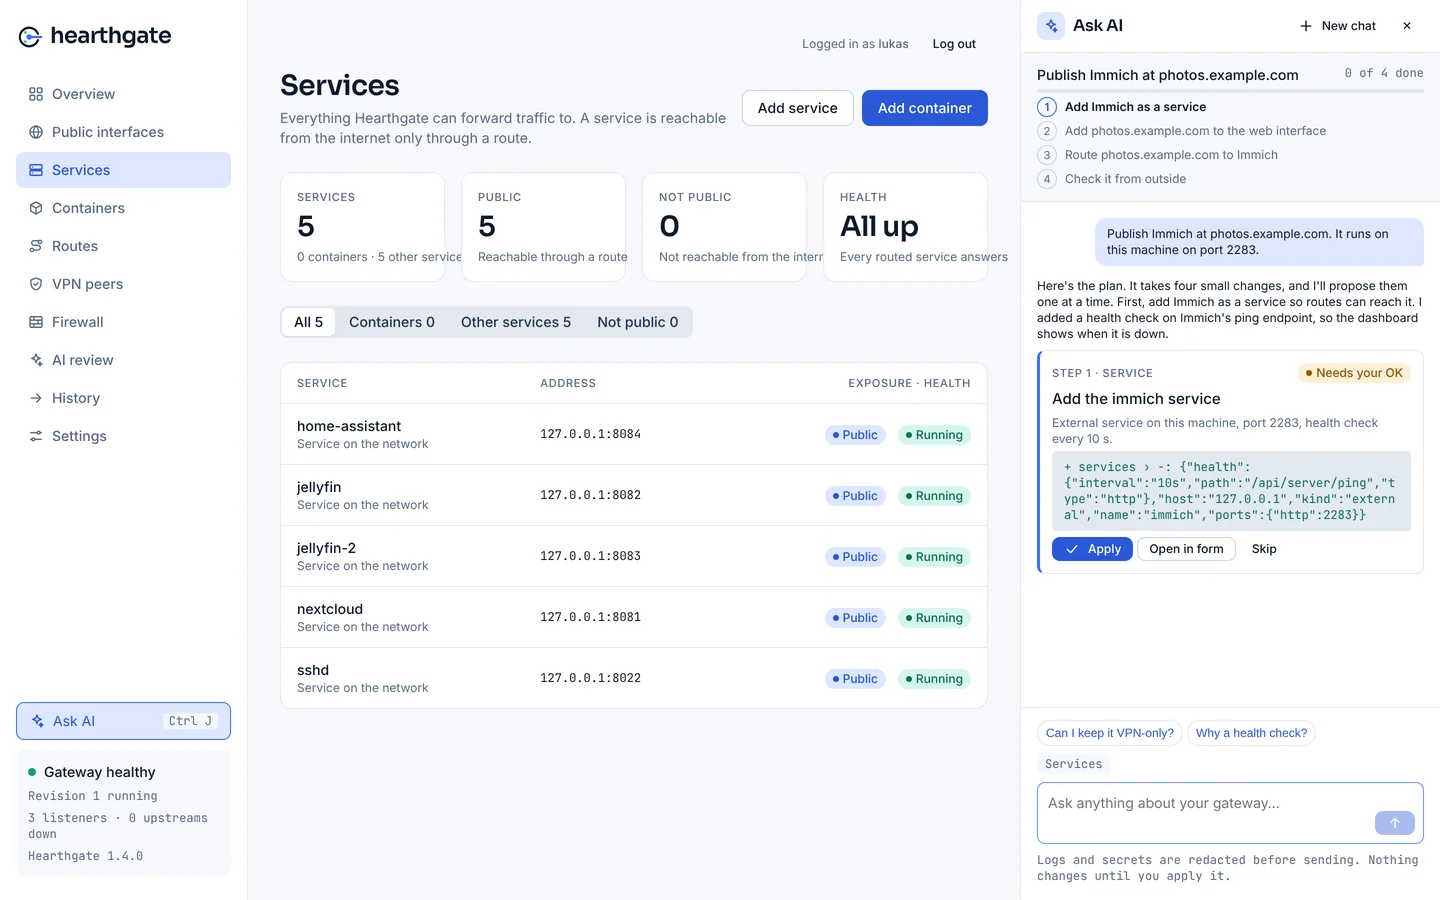 hearthgate
Overview
Public interfaces
Services
Containers
Routes
VPN peers
Firewall
AI review
History
Settings
Ask AI Ctrl J
Gateway healthy
Revision 1 running
3 listeners · 0 upstreams
down
Hearthgate 1.4.0
Logged in as lukas Log out
Services
Everything Hearthgate can forward traffic to. A service is reachable
from the internet only through a route.
Add service Add container
SERVICES
5
0 containers · 5 other service
PUBLIC
5
Reachable through a route
NOT PUBLIC
0
Not reachable from the intern
HEALTH
All up
Every routed service answers
All 5 Containers 0 Other services 5 Not public 0
SERVICE ADDRESS EXPOSURE · HEALTH
home-assistant
Service on the network
127.0.0.1:8084 Public Running
jellyfin
Service on the network
127.0.0.1:8082 Public Running
jellyfin-2
Service on the network
127.0.0.1:8083 Public Running
nextcloud
Service on the network
127.0.0.1:8081 Public Running
sshd
Service on the network
127.0.0.1:8022 Public Running
Ask AI + New chat ×
Publish Immich at photos.example.com 0 of 4 done
1 Add Immich as a service
2 Add photos.example.com to the web interface
3 Route photos.example.com to Immich
4 Check it from outside
Publish Immich at photos.example.com. It runs on
this machine on port 2283.
Here's the plan. It takes four small changes, and I'll propose them
one at a time. First, add Immich as a service so routes can reach it. I
added a health check on Immich's ping endpoint, so the dashboard
shows when it is down.
STEP 1 · SERVICE Needs your OK
Add the immich service
External service on this machine, port 2283, health check
every 10 s.
+ services › -: {"health":
{"interval":"10s","path":"/api/server/ping","t
ype":"http"},"host":"127.0.0.1","kind":"extern
al","name":"immich","ports":{"http":2283}}
Apply Open in form Skip
Can I keep it VPN-only? Why a health check?
Services
Ask anything about your gateway...
Logs and secrets are redacted before sending. Nothing
changes until you apply it.